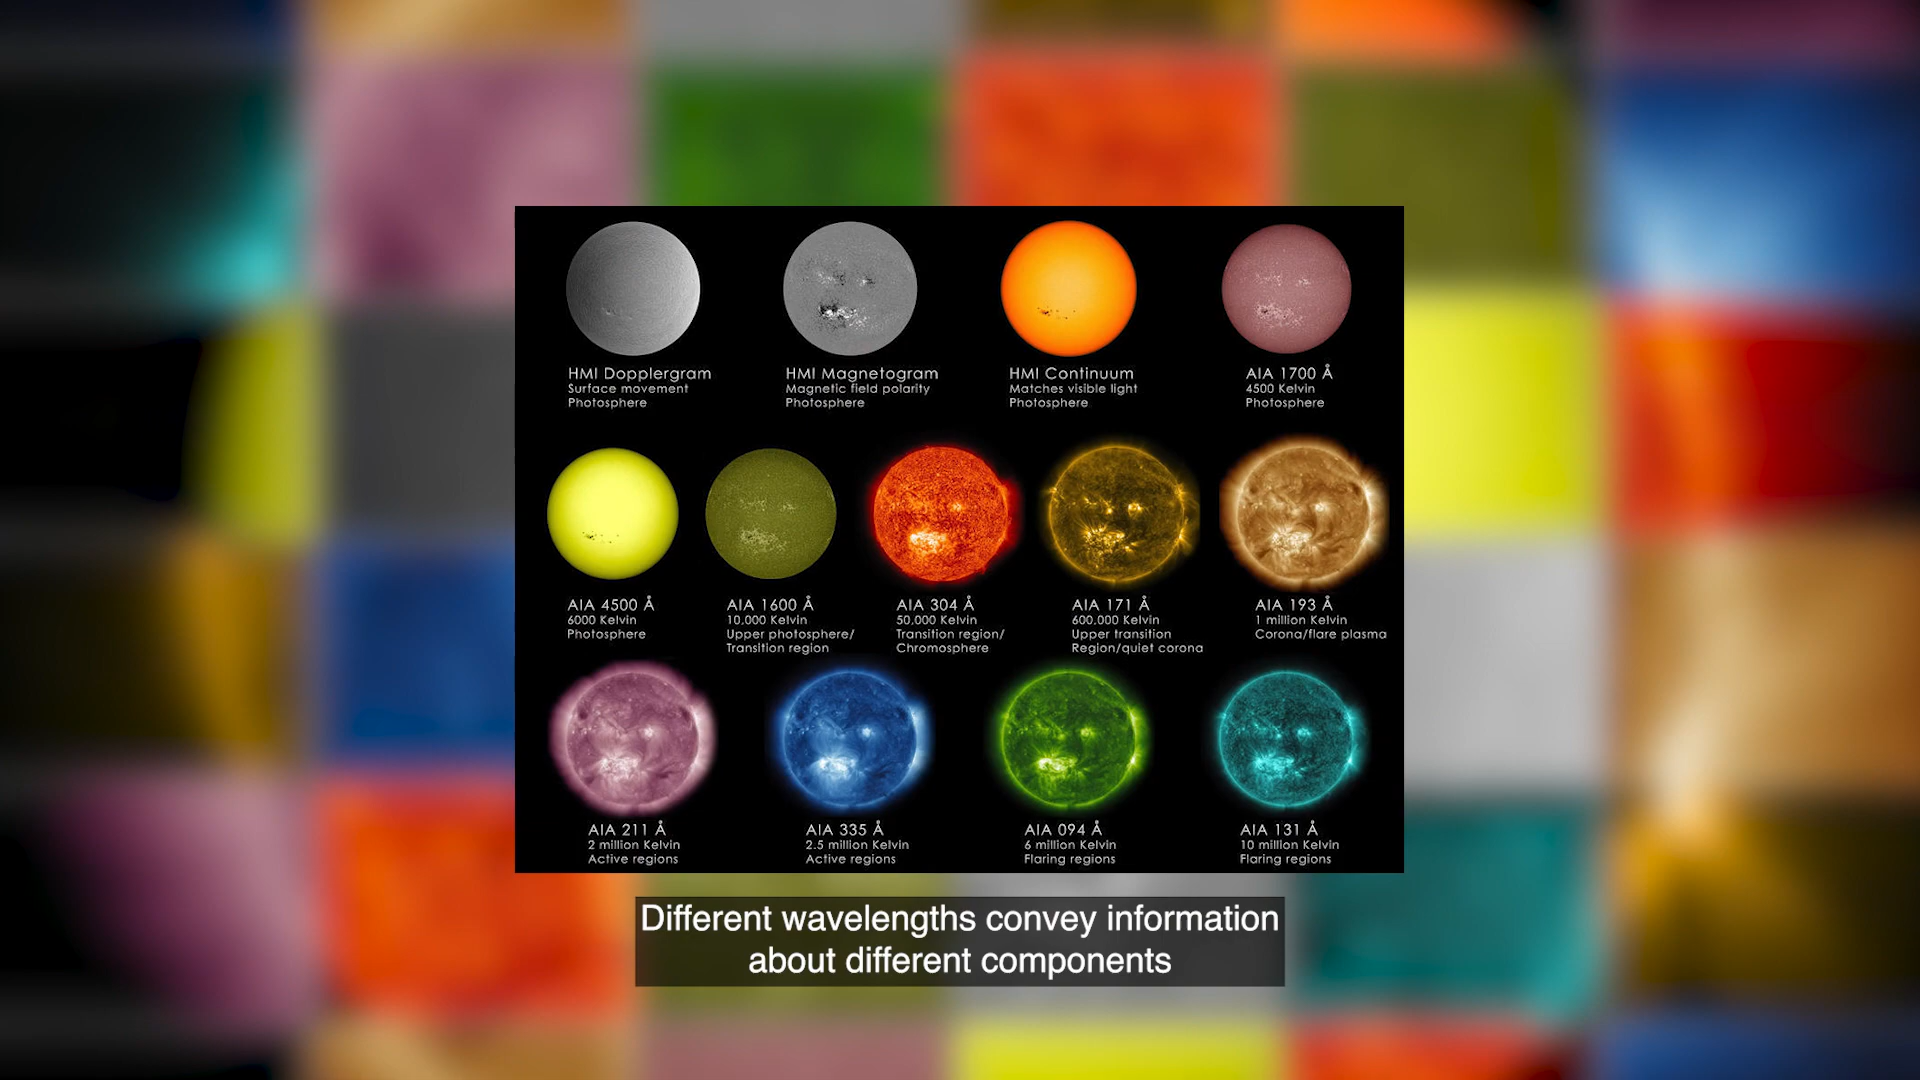 HMI Dopplergram
Surface movement
Photosphere
HMI Magnetogram
Magnetic field polarity
Photosphere
HMI Continuum
Matches visible light
Photosphere
AIA 1700 Å
4500 Kelvin
Photosphere
AIA 4500 Å
6000 Kelvin
Photosphere
AIA 1600 Å
10,000 Kelvin
Upper photosphere/
Transition region
AIA 304 Å
50,000 Kelvin
Transition region/
Chromosphere
AIA 171 Å
600,000 Kelvin
Upper transition
Region/quiet corona
AIA 193 Å
1 million Kelvin
Corona/flare plasma
AIA 211 Å
2 million Kelvin
Active regions
AIA 335 Å
2.5 million Kelvin
Active regions
AIA 094 Å
6 million Kelvin
Flaring regions
AIA 131 Å
10 million Kelvin
Flaring regions
Different wavelengths convey information
about different components